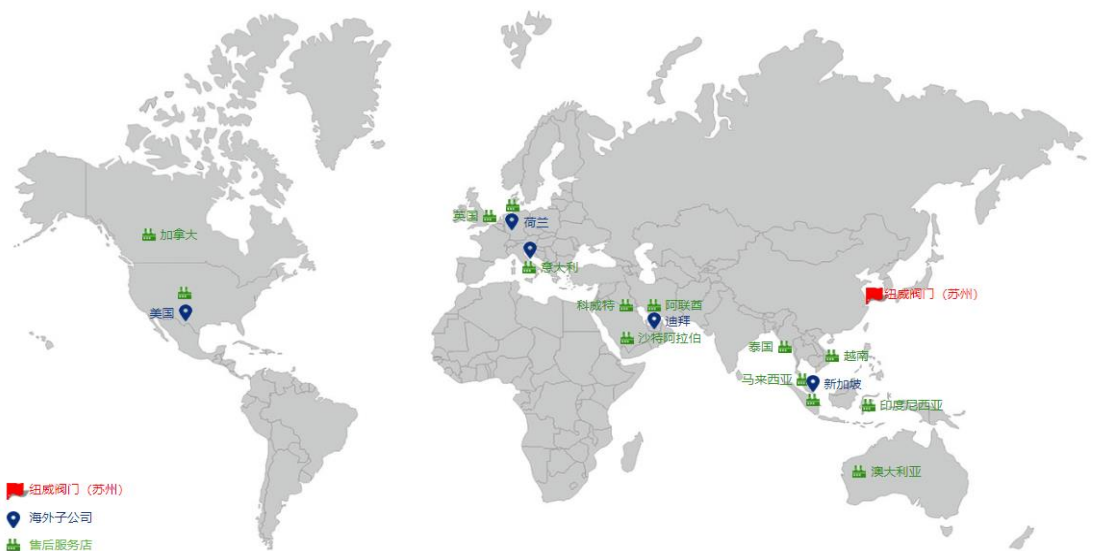 英国
荷兰
加拿大
意大利
美国
科威特
阿联酋
迪拜
沙特阿拉伯
纽威阀门（苏州）
泰国
越南
马来西亚
新加坡
印度尼西亚
澳大利亚
纽威阀门（苏州）
海外子公司
售后服务店